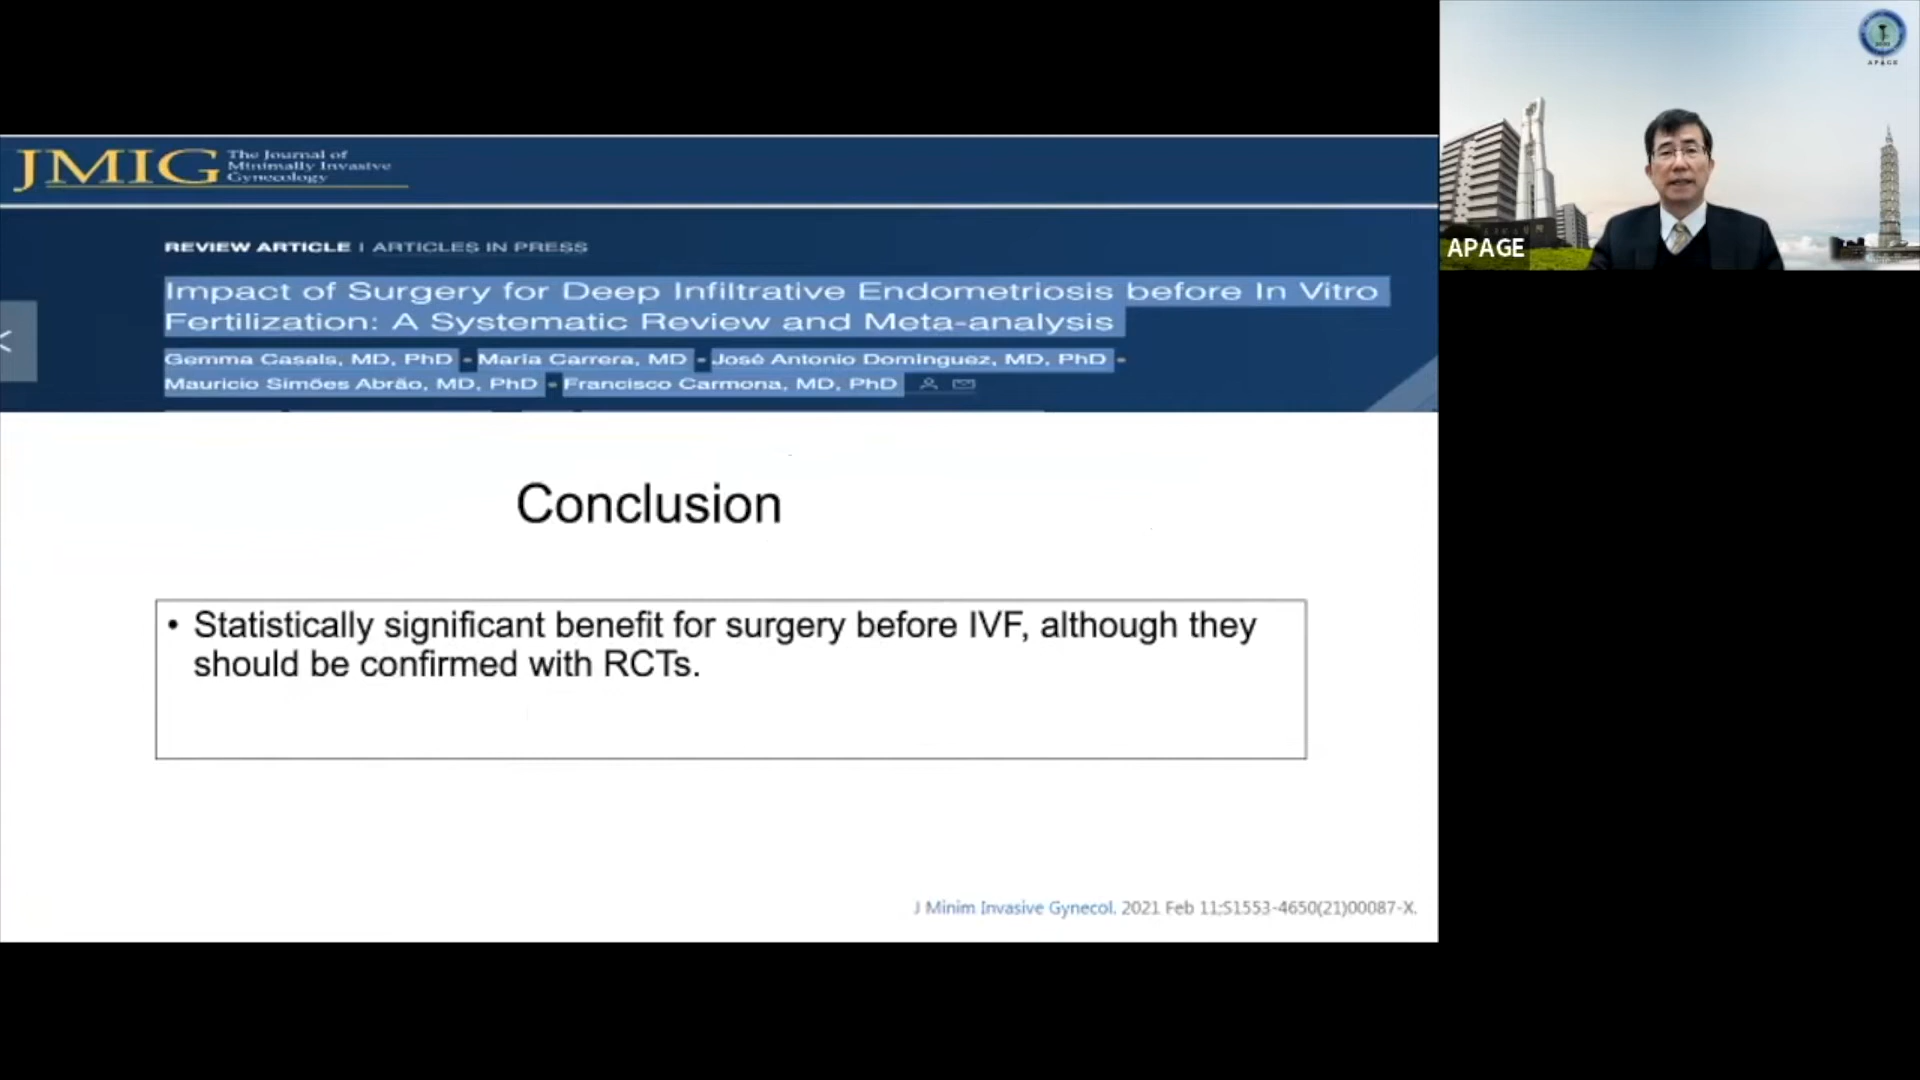 JMIG The Journal of
Minimally Invasive
Gynecology
REVIEW ARTICLE | ARTICLES IN PRESS
Impact of Surgery for Deep Infiltrative Endometriosis before In Vitro
Fertilization: A Systematic Review and Meta-analysis
Gemma Casals, MD, PhD • María Carrera, MD • José Antonio Domínguez, MD, PhD •
Mauricio Simões Abrão, MD, PhD • Francisco Carmona, MD, PhD
Conclusion
• Statistically significant benefit for surgery before IVF, although they
should be confirmed with RCTs.
J Minim Invasive Gynecol. 2021 Feb 11;S1553-4650(21)00087-X.
APAGE
APAGE